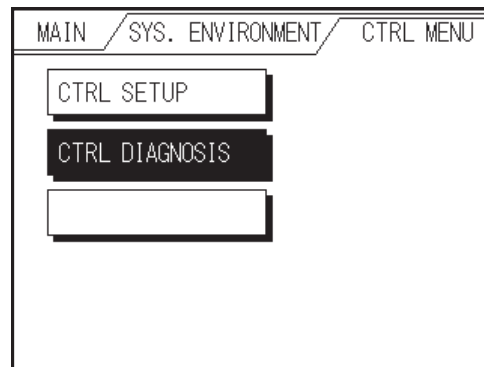 MAIN SYS. ENVIRONMENT CTRL MENU
CTRL SETUP
CTRL DIAGNOSIS